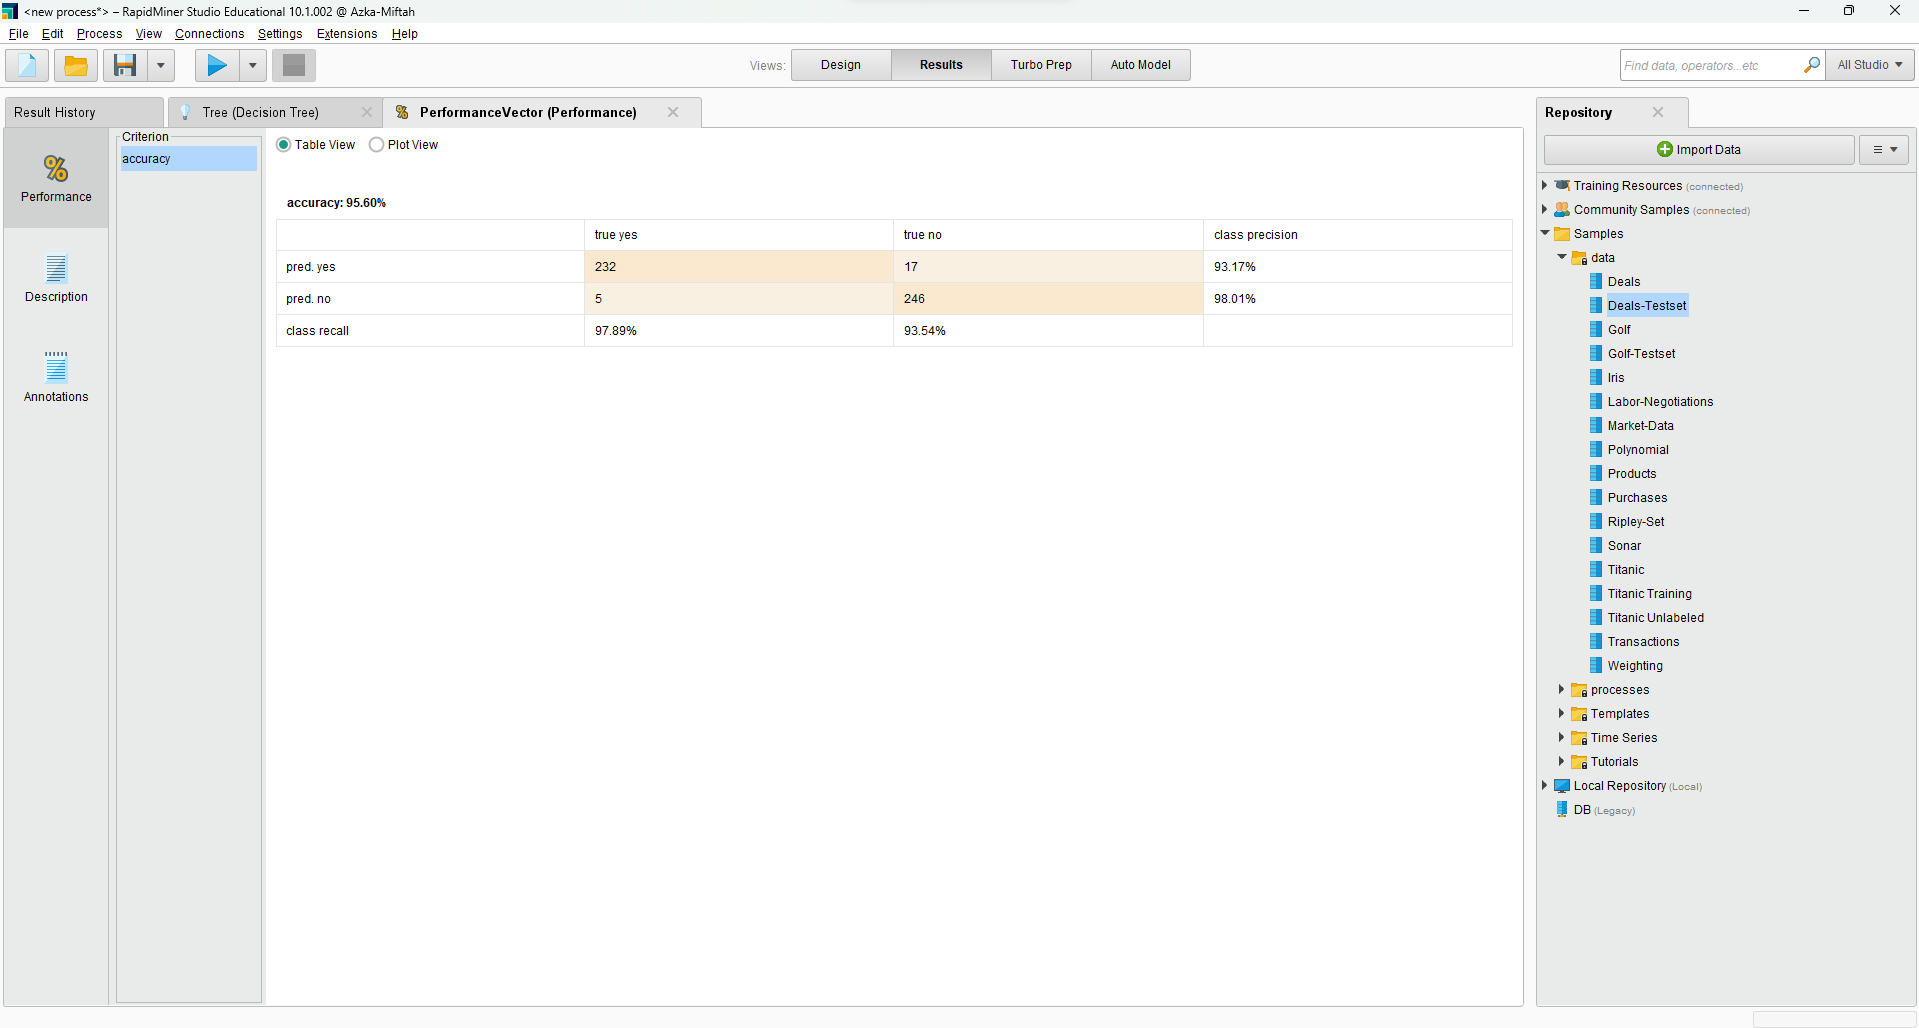 <new process*> – RapidMiner Studio Educational 10.1.002 @ Azka-Miftah
File Edit Process View Connections Settings Extensions Help
Views: Design Results Turbo Prep Auto Model
Find data, operators...etc
All Studio
Result History
Tree (Decision Tree)
PerformanceVector (Performance)
Performance
Description
Annotations
Criterion
accuracy
Table View Plot View
accuracy: 95.60%
true yes true no class precision
pred. yes 232 17 93.17%
pred. no 5 246 98.01%
class recall 97.89% 93.54%
Repository
Import Data
Training Resources (connected)
Community Samples (connected)
Samples
data
Deals
Deals-Testset
Golf
Golf-Testset
Iris
Labor-Negotiations
Market-Data
Polynomial
Products
Purchases
Ripley-Set
Sonar
Titanic
Titanic Training
Titanic Unlabeled
Transactions
Weighting
processes
Templates
Time Series
Tutorials
Local Repository (Local)
DB (Legacy)